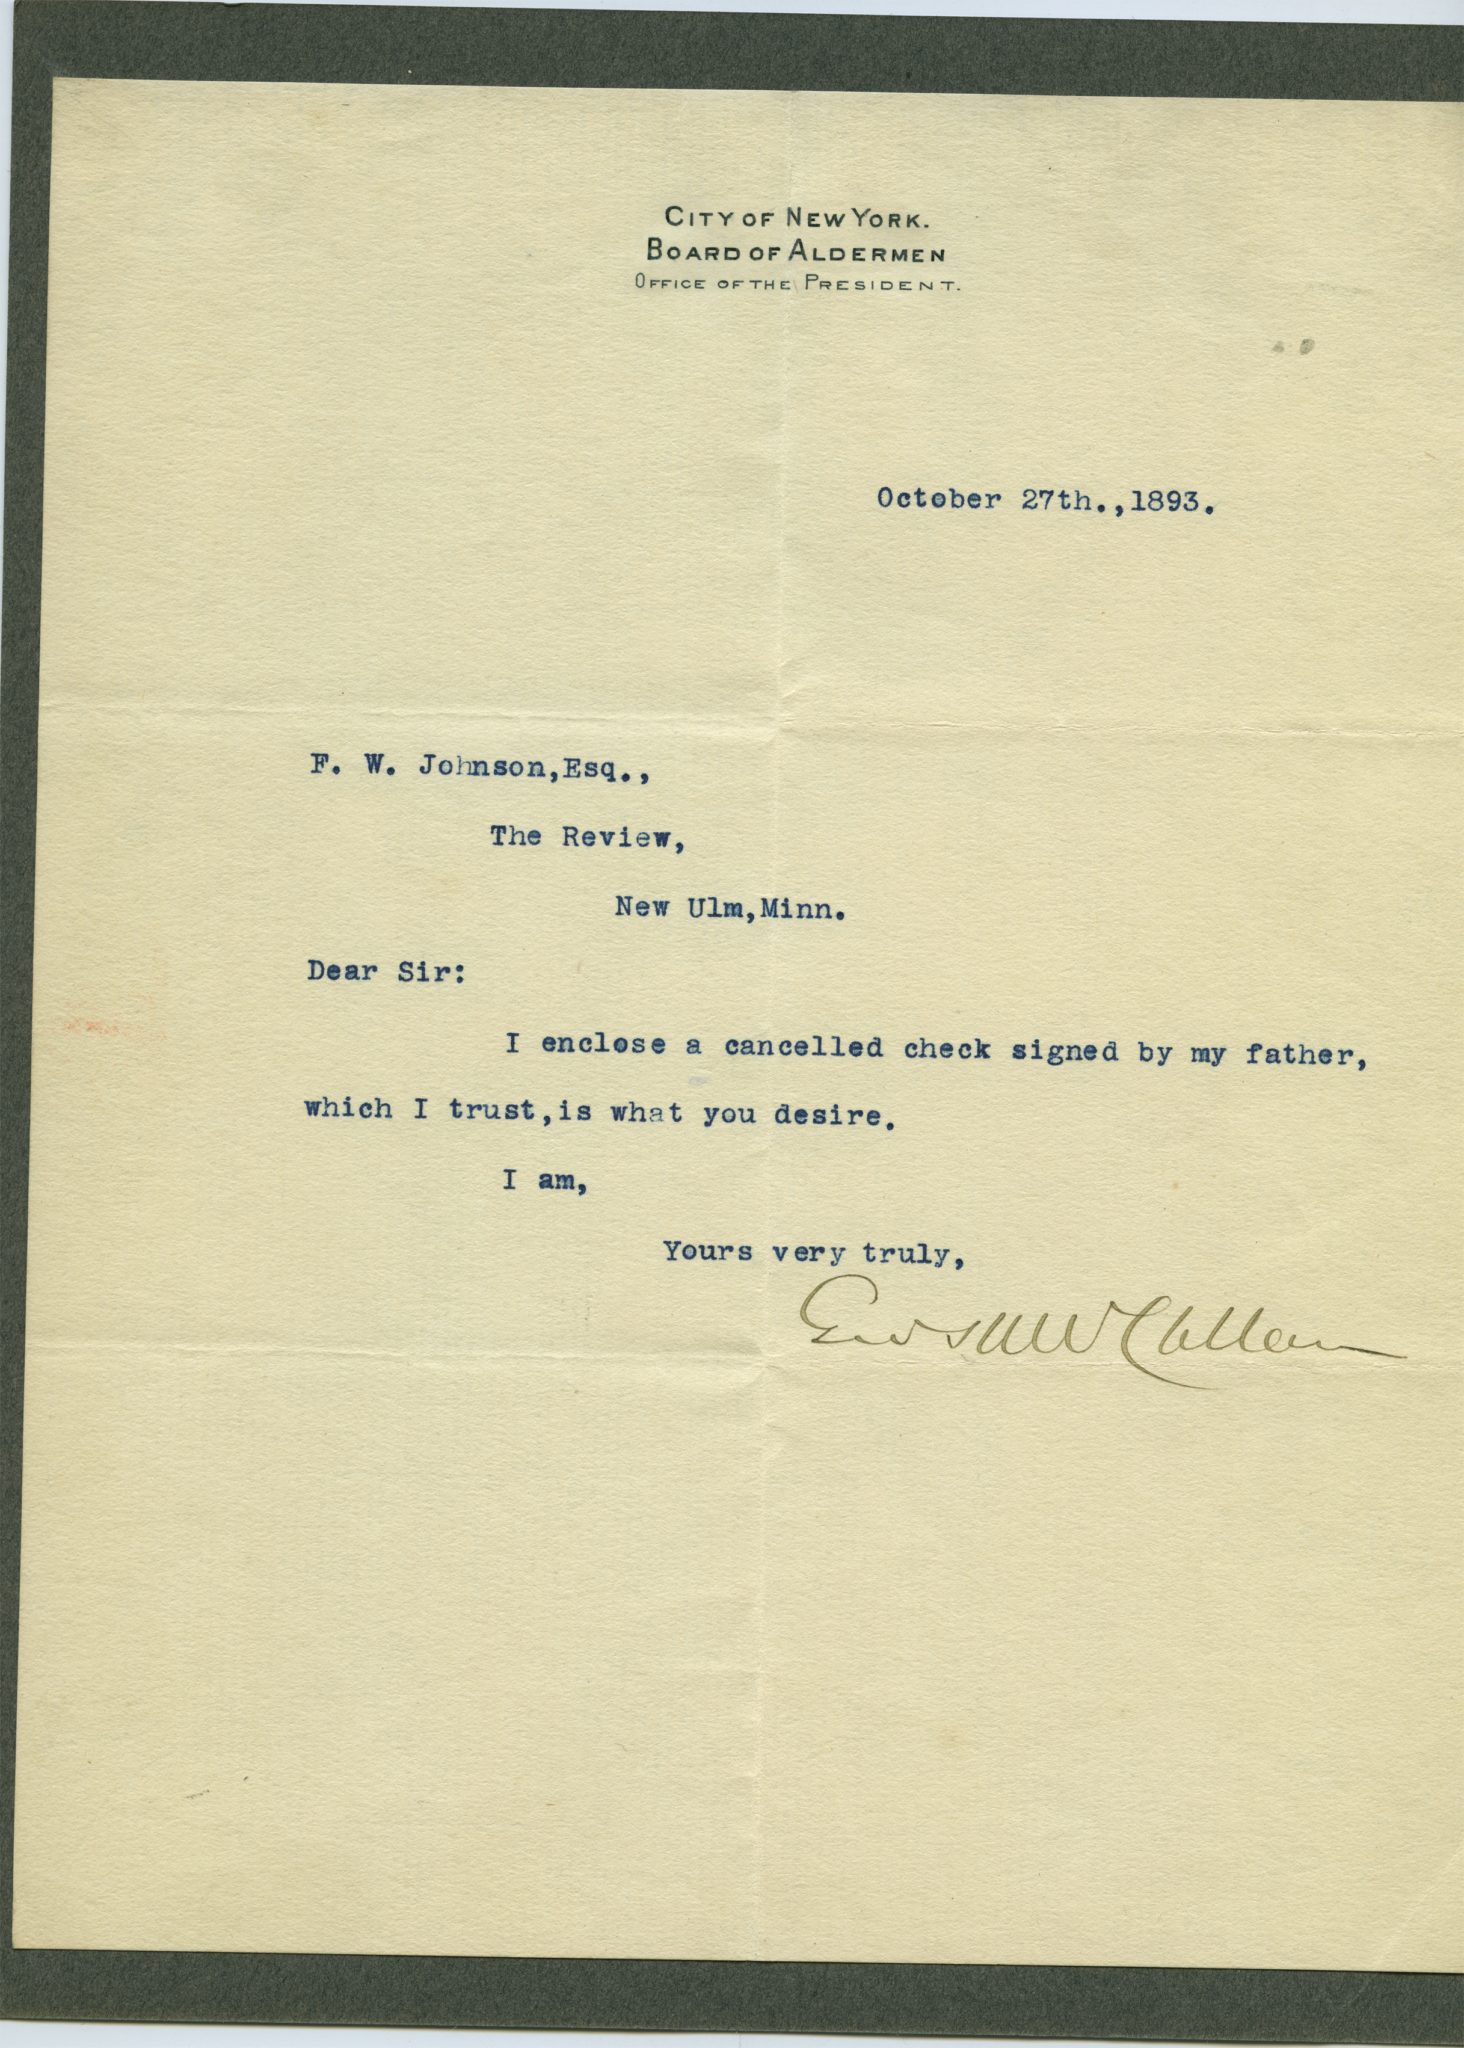 CITY OF NEW YORK.
BOARD OF ALDERMEN
OFFICE OF THE PRESIDENT.
October 27th.,1893.
F. W. Johnson,Esq.,
The Review,
New Ulm,Minn.
Dear Sir:
I enclose a cancelled check signed by my father,
which I trust,is what you desire.
I am,
Yours very truly,
Geo B McClellan